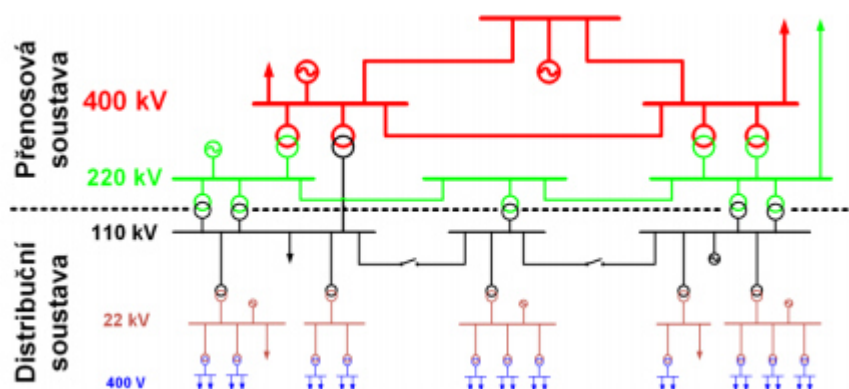 Přenosová
soustava
400 kV
220 kV
Distribuční
soustava
110 kV
22 kV
400 V